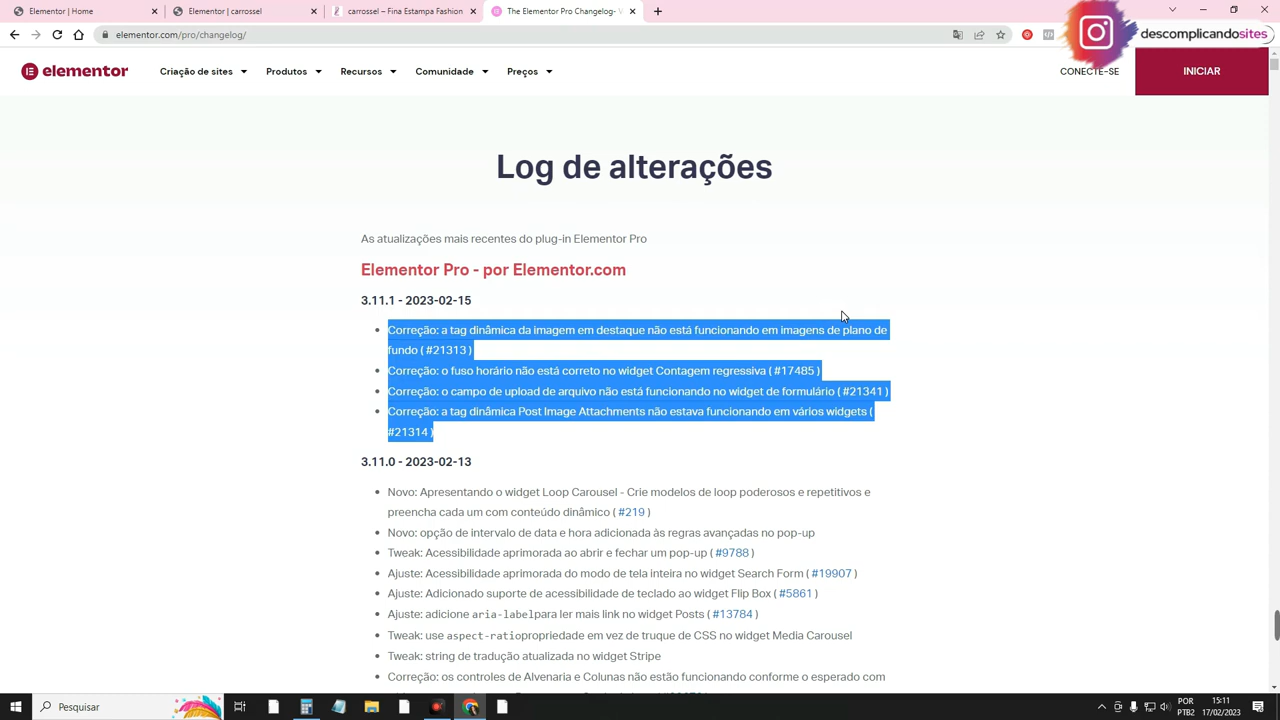 Elementor | Home
Elementor | carrossel
carrossel – Fina Estampa Fashion
The Elementor Pro Changelog- V
elementor.com/pro/changelog/
descomplicandosites
elementor
Criação de sites
Produtos
Recursos
Comunidade
Preços
CONECTE-SE
INICIAR
Log de alterações
As atualizações mais recentes do plug-in Elementor Pro
Elementor Pro - por Elementor.com
3.11.1 - 2023-02-15
Correção: a tag dinâmica da imagem em destaque não está funcionando em imagens de plano de
fundo ( #21313 )
Correção: o fuso horário não está correto no widget Contagem regressiva ( #17485 )
Correção: o campo de upload de arquivo não está funcionando no widget de formulário ( #21341 )
Correção: a tag dinâmica Post Image Attachments não estava funcionando em vários widgets (
#21314 )
3.11.0 - 2023-02-13
Novo: Apresentando o widget Loop Carousel - Crie modelos de loop poderosos e repetitivos e
preencha cada um com conteúdo dinâmico ( #219 )
Novo: opção de intervalo de data e hora adicionada às regras avançadas no pop-up
Tweak: Acessibilidade aprimorada ao abrir e fechar um pop-up ( #9788 )
Ajuste: Acessibilidade aprimorada do modo de tela inteira no widget Search Form ( #19907 )
Ajuste: Adicionado suporte de acessibilidade de teclado ao widget Flip Box ( #5861 )
Ajuste: adicione aria-labelpara ler mais link no widget Posts ( #13784 )
Tweak: use aspect-ratiopropriedade em vez de truque de CSS no widget Media Carousel
Tweak: string de tradução atualizada no widget Stripe
Correção: os controles de Alvenaria e Colunas não estão funcionando conforme o esperado com
Pesquisar
POR
PTB2
15:11
17/02/2023